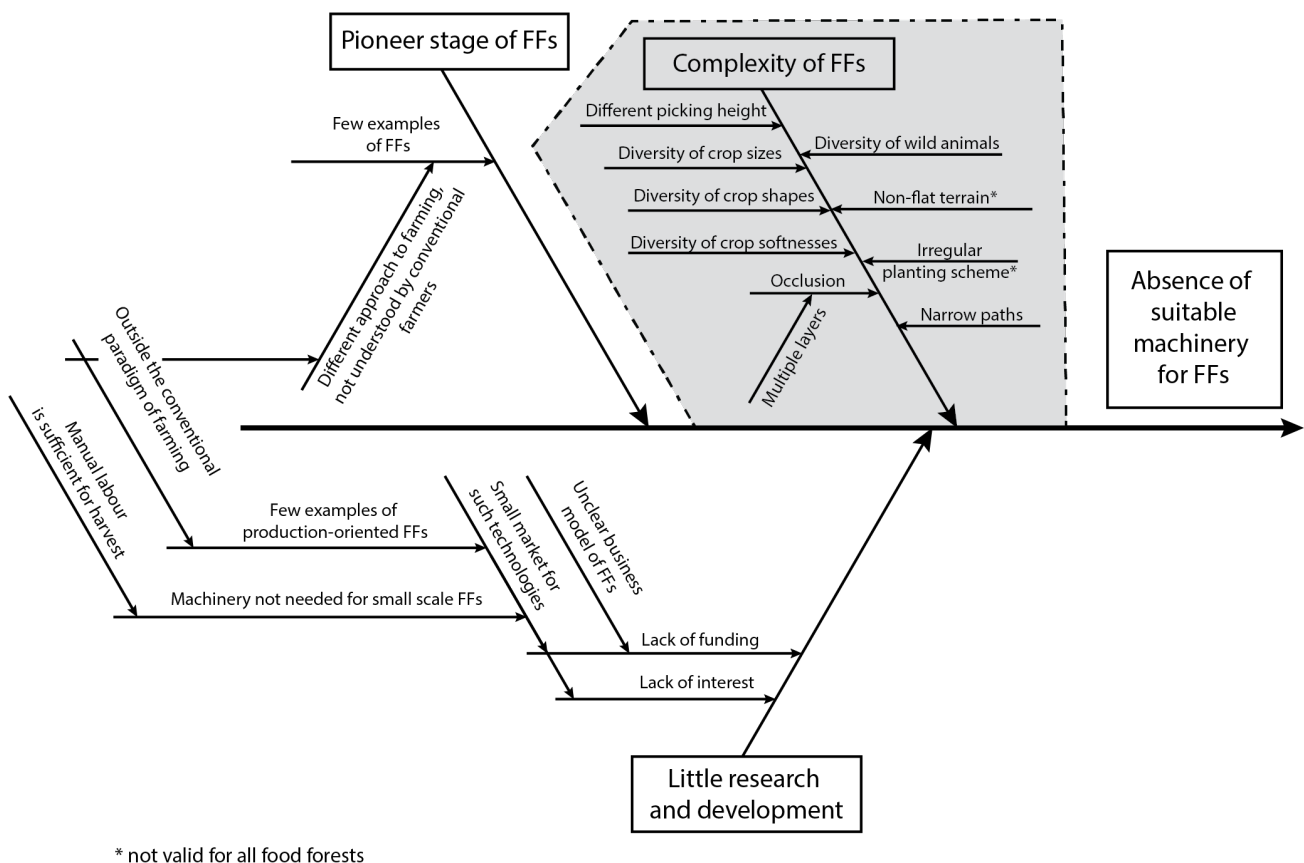 Pioneer stage of FFs
Complexity of FFs
Different picking height
Few examples
of FFs
Diversity of wild animals
Diversity of crop sizes
Diversity of crop shapes
Non-flat terrain*
Diversity of crop softnesses
Irregular
planting scheme*
Occlusion
Narrow paths
Multiple layers
Different approach to farming,
not understood by conventional
farmers
Absence of
suitable
machinery
for FFs
Outside the conventional
paradigm of farming
Manual labour
is sufficient for harvest
Few examples of
production-oriented FFs
Small market for
such technologies
Unclear business
model of FFs
Machinery not needed for small scale FFs
Lack of funding
Lack of interest
Little research
and development
* not valid for all food forests